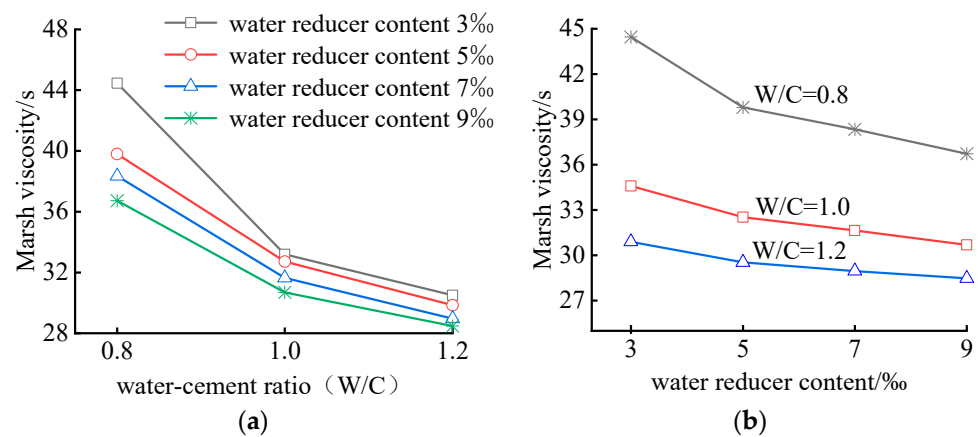 48
44
40
36
32
28
Marsh viscosity/s
water reducer content 3‰
water reducer content 5‰
water reducer content 7‰
water reducer content 9‰
0.8 1.0 1.2
water-cement ratio（W/C）
(a)
45
42
39
36
33
30
27
Marsh viscosity/s
W/C=0.8
W/C=1.0
W/C=1.2
3 5 7 9
water reducer content/‰
(b)